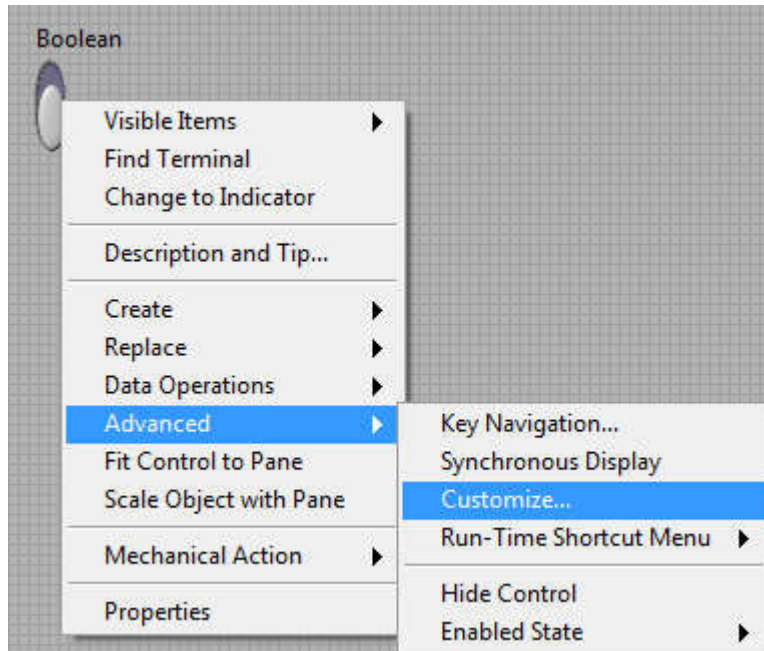 Boolean
Visible Items
Find Terminal
Change to Indicator
Description and Tip...
Create
Replace
Data Operations
Advanced
Fit Control to Pane
Scale Object with Pane
Mechanical Action
Properties
Key Navigation...
Synchronous Display
Customize...
Run-Time Shortcut Menu
Hide Control
Enabled State